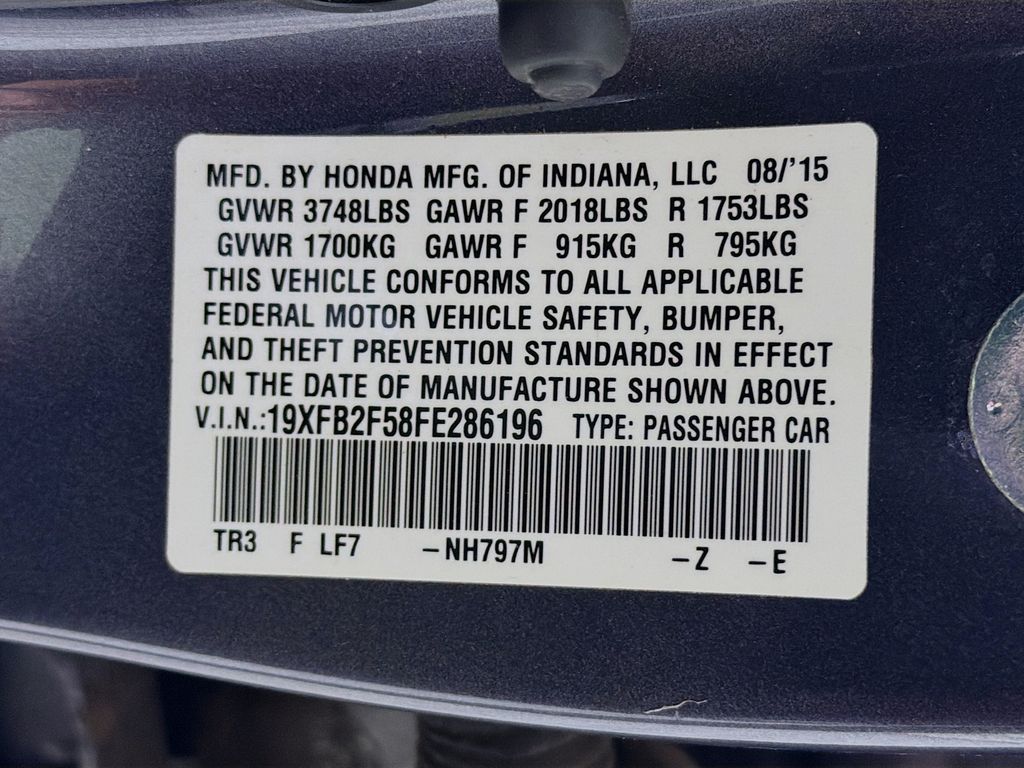 MFD. BY HONDA MFG. OF INDIANA, LLC 08/'15
GVWR 3748LBS GAWR F 2018LBS R 1753LBS
GVWR 1700KG GAWR F 915KG R 795KG
THIS VEHICLE CONFORMS TO ALL APPLICABLE
FEDERAL MOTOR VEHICLE SAFETY, BUMPER,
AND THEFT PREVENTION STANDARDS IN EFFECT
ON THE DATE OF MANUFACTURE SHOWN ABOVE.
V.I.N.:19XFB2F58FE286196 TYPE: PASSENGER CAR
TR3 F LF7 –NH797M –Z –E